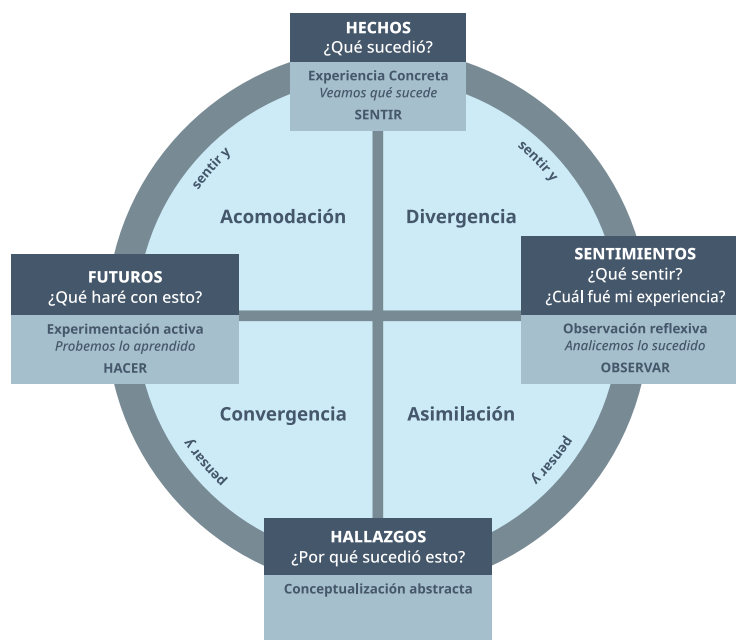 HECHOS
¿Qué sucedió?
Experiencia Concreta
Veamos qué sucede
SENTIR
sentir y
sentir y
Acomodación
Divergencia
FUTUROS
¿Qué haré con esto?
Experimentación activa
Probemos lo aprendido
HACER
SENTIMIENTOS
¿Qué sentir?
¿Cuál fué mi experiencia?
Observación reflexiva
Analicemos lo sucedido
OBSERVAR
Convergencia
Asimilación
pensar y
pensar y
HALLAZGOS
¿Por qué sucedió esto?
Conceptualización abstracta